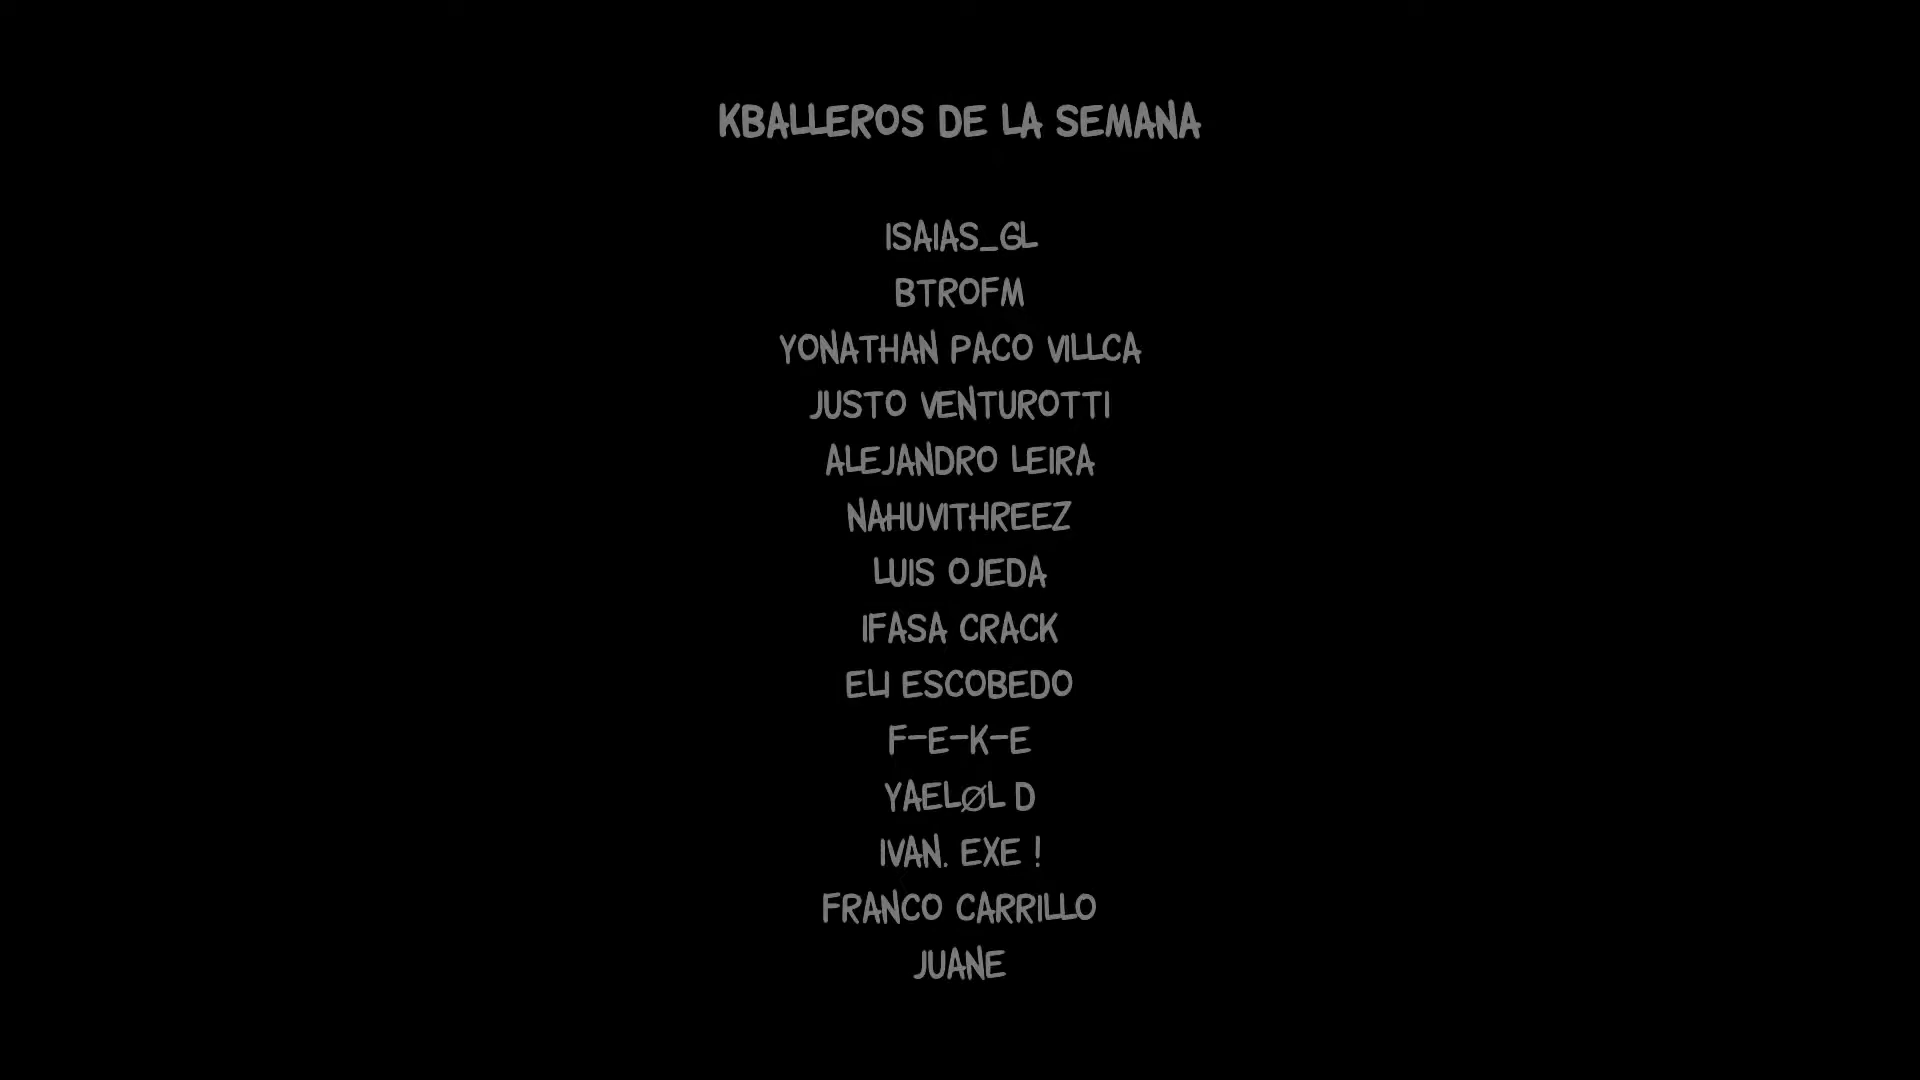 KBALLEROS DE LA SEMANA
ISAIAS_GL
BTROFM
YONATHAN PACO VILLCA
JUSTO VENTUROTTI
ALEJANDRO LEIRA
NAHUVITHREEZ
LUIS OJEDA
IFASA CRACK
ELI ESCOBEDO
F-E-K-E
YAELØL D
IVAN. EXE !
FRANCO CARRILLO
JUANE